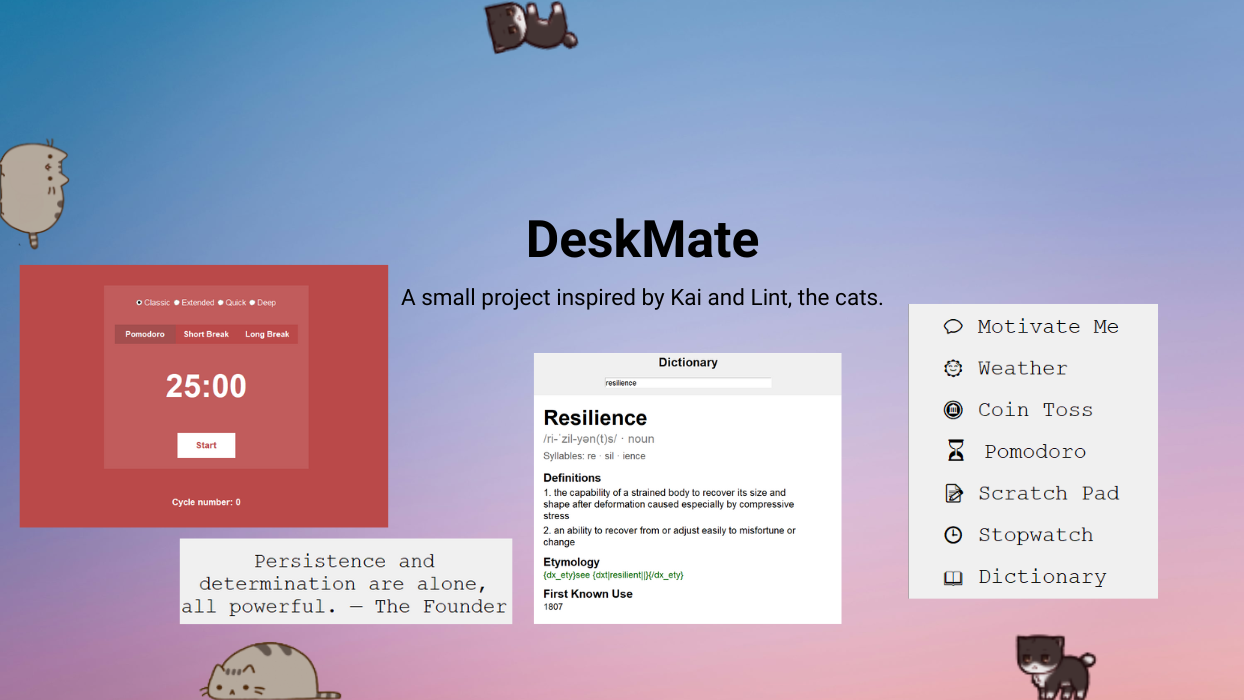 DeskMate
A small project inspired by Kai and Lint, the cats.
Classic Extended Quick Deep
Pomodoro Short Break Long Break
25:00
Start
Cycle number: 0
Persistence and
determination are alone,
all powerful. — The Founder
Dictionary
resilience
Resilience
/ri-ˈzil-yən(t)s/ · noun
Syllables: re · sil · ience
Definitions
1. the capability of a strained body to recover its size and
shape after deformation caused especially by compressive
stress
2. an ability to recover from or adjust easily to misfortune or
change
Etymology
{dx_ety}see {dxt|resilient||}{/dx_ety}
First Known Use
1807
Motivate Me
Weather
Coin Toss
Pomodoro
Scratch Pad
Stopwatch
Dictionary